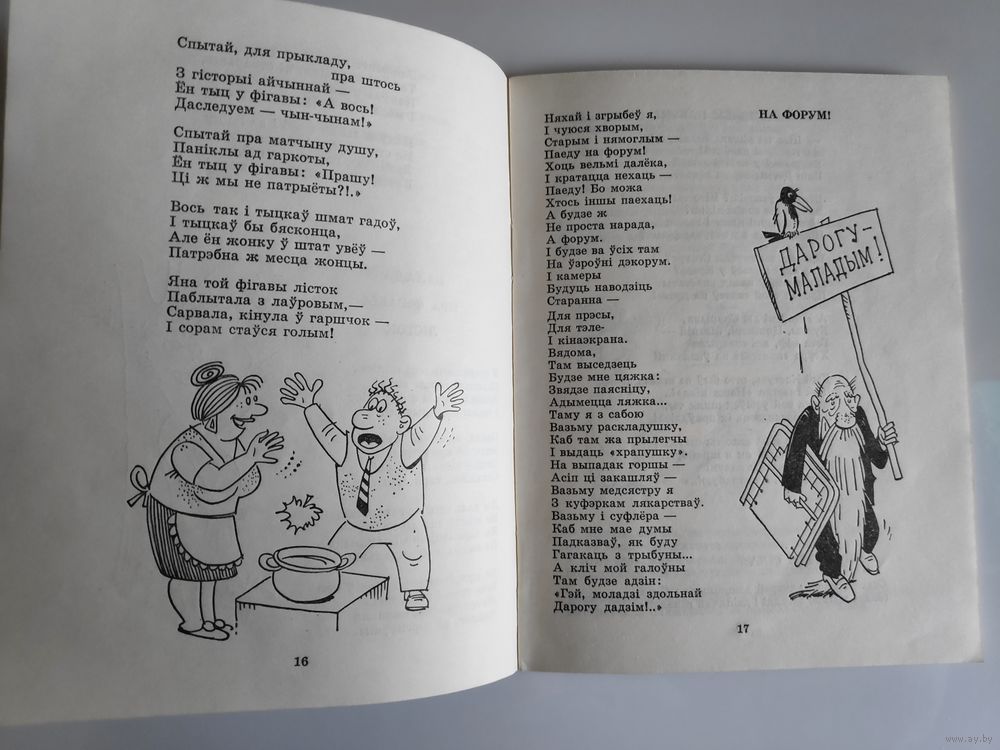 Спытай, для прыкладу,
пра штось
З гісторыі айчыннай —
Ён тыц у фігавы: «А вось!
Даследуем — чын-чынам!»
Спытай пра матчыну душу,
Паніклы ад гаркоты,
Ён тыц у фігавы: «Прашу!
Ці ж мы не патрыёты?!.»
Вось так і тыцкаў шмат гадоў,
І тыцкаў бы бясконца,
Але ён жонку ў штат увёў —
Патрэбна ж месца жонцы.
Яна той фігавы лісток
Паблытала з лаўровым,—
Сарвала, кінула ў гаршчок —
І сорам стаўся голым!
16
НА ФОРУМ!
Няхай і згрыбеў я,
І чуюся хворым,
Старым і нямоглым —
Паеду на форум!
Хоць вельмі далёка,
І кратацца нехаць —
Паеду! Бо можа
Хтось іншы паехаць!
А будзе ж
Не проста нарада,
А форум.
І будзе ва ўсіх там
На ўзроўні дэкорум.
І камеры
Будуць наводзіць
Старанна —
Для прэсы,
Для тэле-
І кінаэкрана.
Вядома,
Там выседзець
Будзе мне цяжка:
Звядзе паясніцу,
Адымецца ляжка...
Таму я з сабою
Вазьму раскладушку,
Каб там жа прылегчы
І выдаць «храпушку».
На выпадак горшы —
Асіп ці закашляў —
Вазьму медсястру я
З куфэркам лякарстваў.
Вазьму і суфлёра —
Каб мне мае думы
Падказваў, як буду
Гагакаць з трыбуны...
А кліч мой галоўны
Там будзе адзін:
«Гэй, моладзі здольнай
Дарогу дадзім!..»
ДАРОГУ—
МАЛАДЫМ!
17
www.ay.by